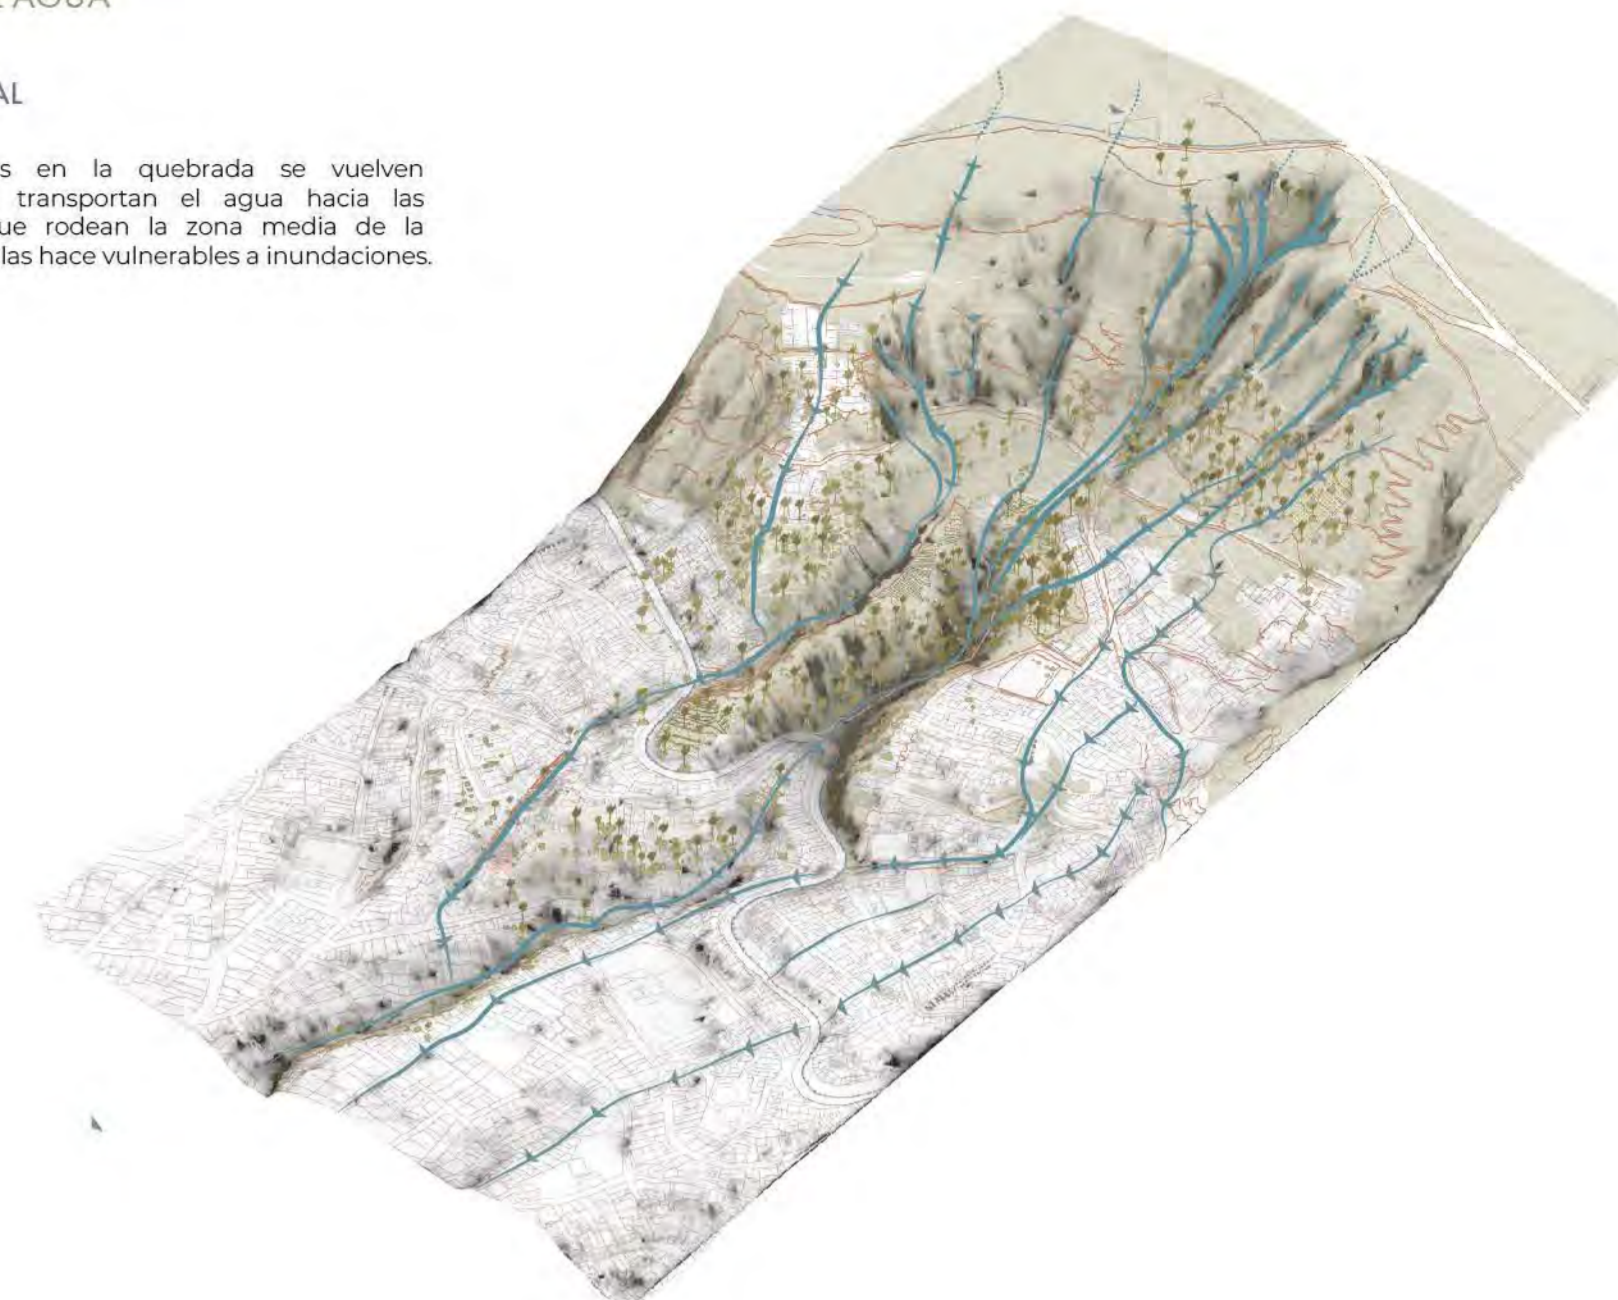 AGUA
AL
s en la quebrada se vuelven
transportan el agua hacia las
ue rodean la zona media de la
las hace vulnerables a inundaciones.